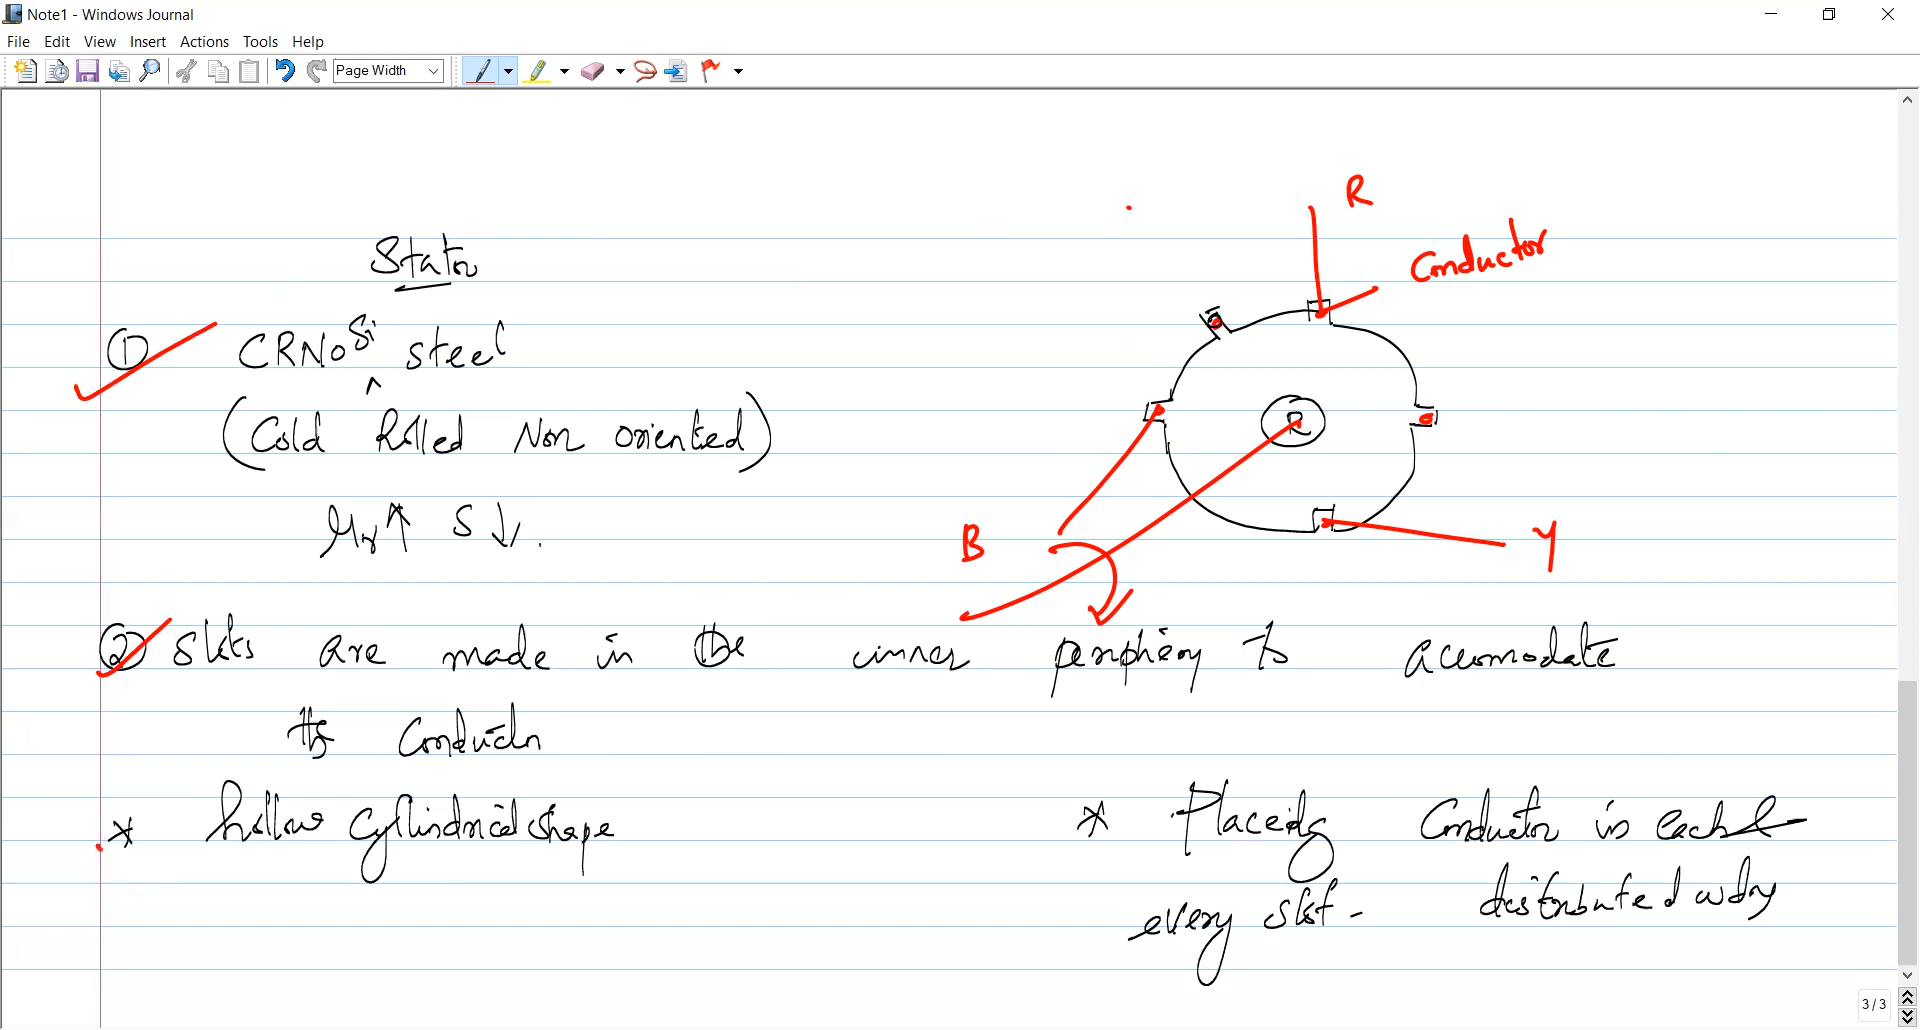 Note1 - Windows Journal
File Edit View Insert Actions Tools Help
Page Width
Stator
① CRNO Si steel
(Cold Rolled Non oriented)
μr↑ S↓.
R
Conductor
R
B
Y
② Slots are made in the inner periphery to accomodate
the Conductor
* hollow cylindrical shape
* Placeing Conductor in each &
every slot - distributed wdg
3 / 3